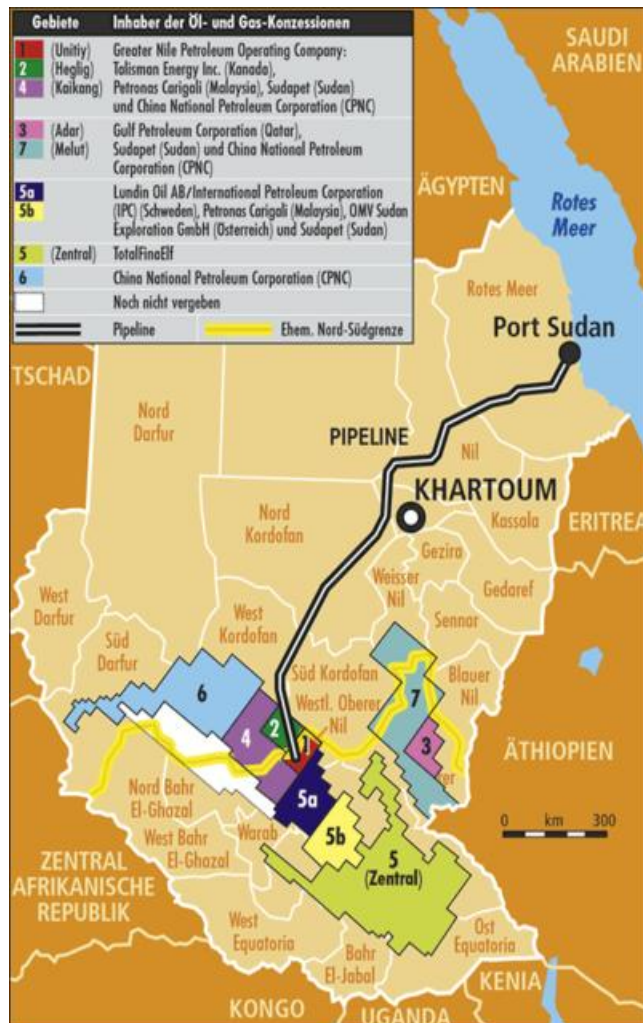 Gebiete Inhaber der Öl- und Gas-Konzessionen
1 (Unitiy) Greater Nile Petroleum Operating Company:
2 (Heglig) Talisman Energy Inc. (Kanada),
4 (Kaikang) Petronas Carigali (Malaysia), Sudapet (Sudan)
und China National Petroleum Corporation (CPNC)
3 (Adar) Gulf Petroleum Corporation (Qatar),
7 (Melut) Sudapet (Sudan) und China National Petroleum
Corporation (CPNC)
5a Lundin Oil AB/International Petroleum Corporation
5b (IPC) (Schweden), Petronas Carigali (Malaysia), OMV Sudan
Exploration GmbH (Österreich) und Sudapet (Sudan)
5 (Zentral) TotalFinaElf
6 China National Petroleum Corporation (CPNC)
Noch nicht vergeben
Pipeline Ehem. Nord-Südgrenze
SAUDI
ARABIEN
ÄGYPTEN
Rotes
Meer
Rotes Meer
Port Sudan
TSCHAD
Nord
Darfur
PIPELINE
Nil
KHARTOUM
Nord
Kordofan
Kassala
ERITREA
Gezira
Weisser
Nil
Gedaref
West
Darfur
West
Kordofan
Sennar
Süd
Darfur
Süd Kordofan
Blauer
Nil
Westl. Oberer
Nil
6
7
2
1
4
3
ÄTHIOPIEN
5a
Nord Bahr
El-Ghazal
0 km 300
Warab
5b
West Bahr
El-Ghazal
5
(Zentral)
ZENTRAL
AFRIKANISCHE
REPUBLIK
West
Equatoria
Ost
Equatoria
Bahr
El-Jabal
KENIA
KONGO
UGANDA